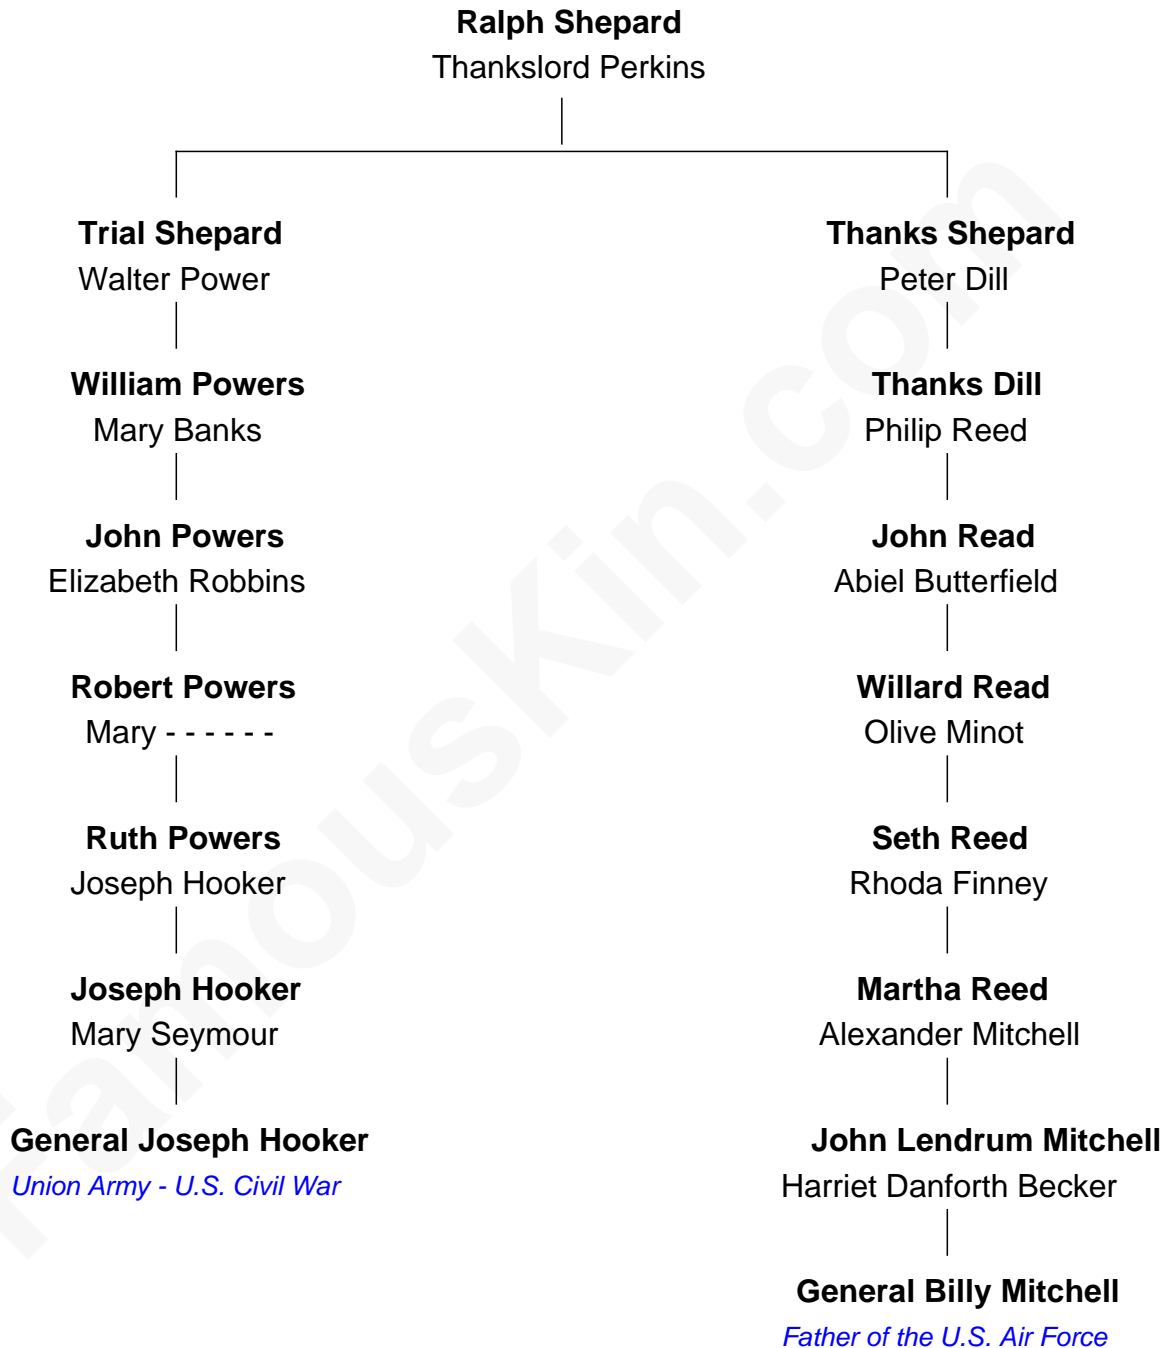 Ralph Shepard
Thankslord Perkins
Trial Shepard
Walter Power
Thanks Shepard
Peter Dill
William Powers
Mary Banks
Thanks Dill
Philip Reed
John Powers
Elizabeth Robbins
John Read
Abiel Butterfield
Robert Powers
Mary - - - - - -
Willard Read
Olive Minot
Ruth Powers
Joseph Hooker
Seth Reed
Rhoda Finney
Joseph Hooker
Mary Seymour
Martha Reed
Alexander Mitchell
General Joseph Hooker
Union Army - U.S. Civil War
John Lendrum Mitchell
Harriet Danforth Becker
General Billy Mitchell
Father of the U.S. Air Force
FamousKin.com